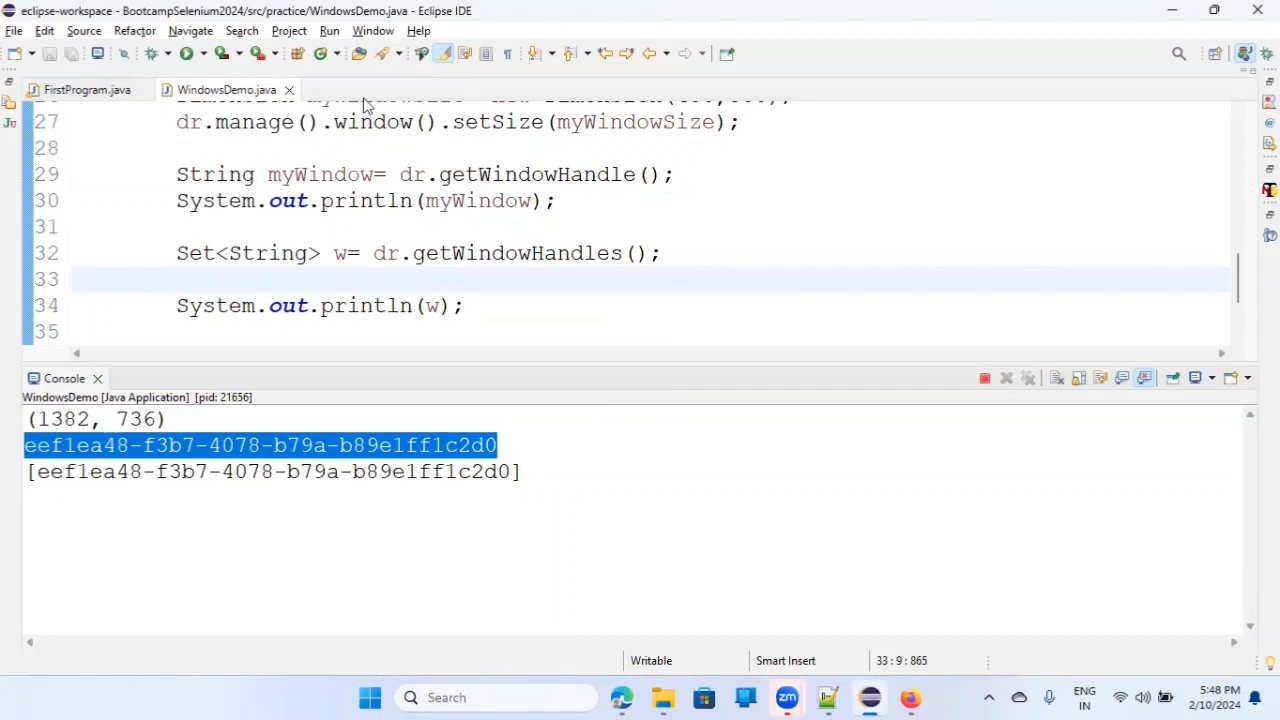 eclipse-workspace - BootcampSelenium2024/src/practice/WindowsDemo.java - Eclipse IDE
File Edit Source Refactor Navigate Search Project Run Window Help
FirstProgram.java WindowsDemo.java
27 dr.manage().window().setSize(myWindowSize);
28
29 String myWindow= dr.getWindowHandle();
30 System.out.println(myWindow);
31
32 Set<String> w= dr.getWindowHandles();
33
34 System.out.println(w);
35
Console
WindowsDemo [Java Application] [pid: 21656]
(1382, 736)
eef1ea48-f3b7-4078-b79a-b89e1ff1c2d0
[eef1ea48-f3b7-4078-b79a-b89e1ff1c2d0]
Writable Smart Insert 33 : 9 : 865
Search zm ENG IN 5:48 PM 2/10/2024